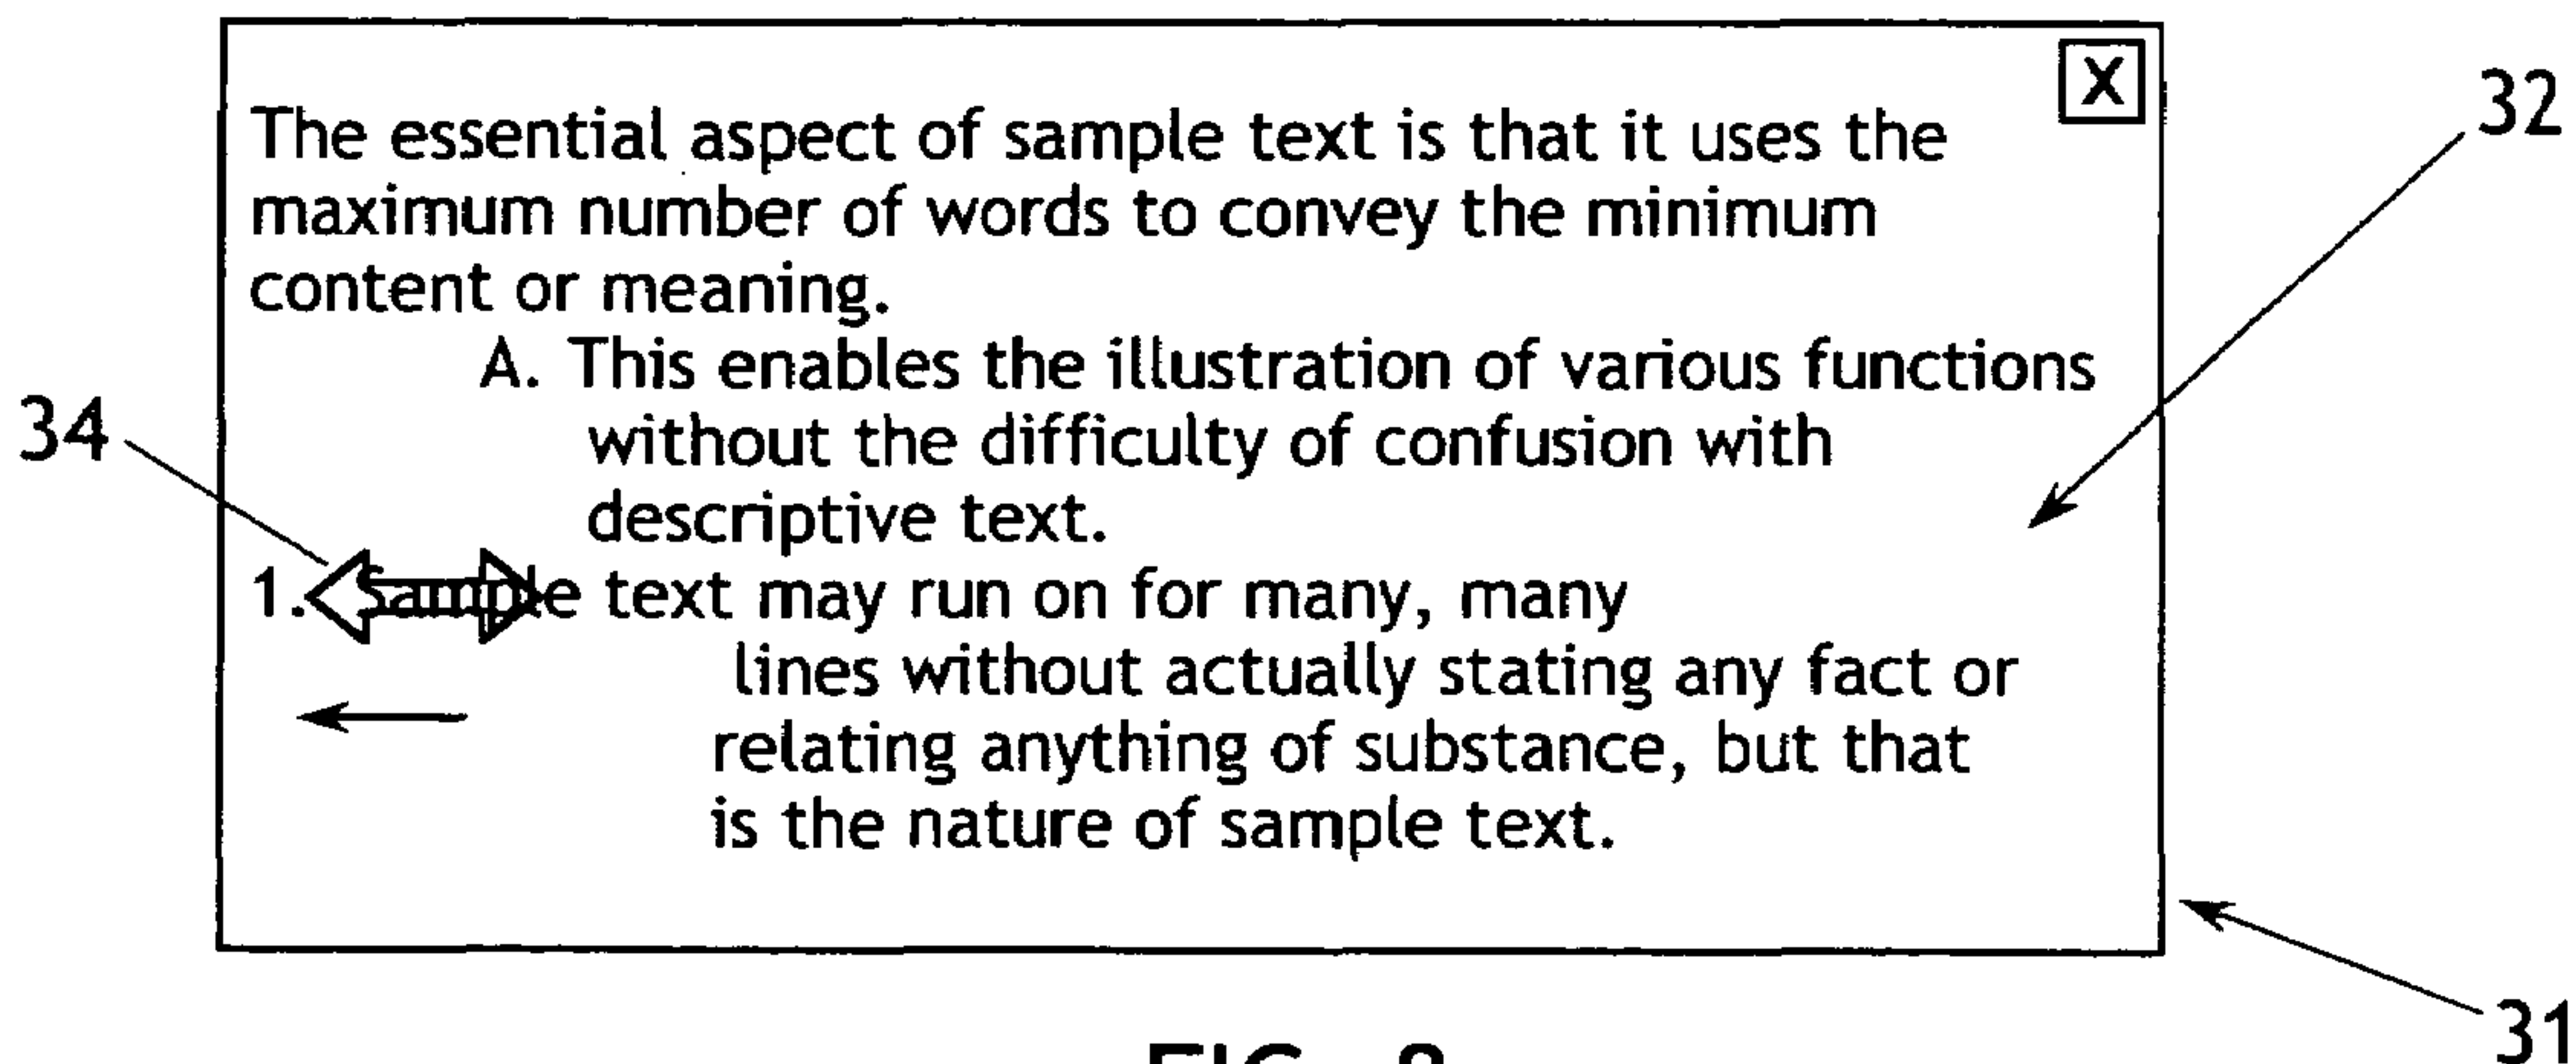 X
32
The essential aspect of sample text is that it uses the
maximum number of words to convey the minimum
content or meaning.
A. This enables the illustration of various functions
without the difficulty of confusion with
descriptive text.
34
1. Sample text may run on for many, many
lines without actually stating any fact or
relating anything of substance, but that
is the nature of sample text.
31
FIG. 8